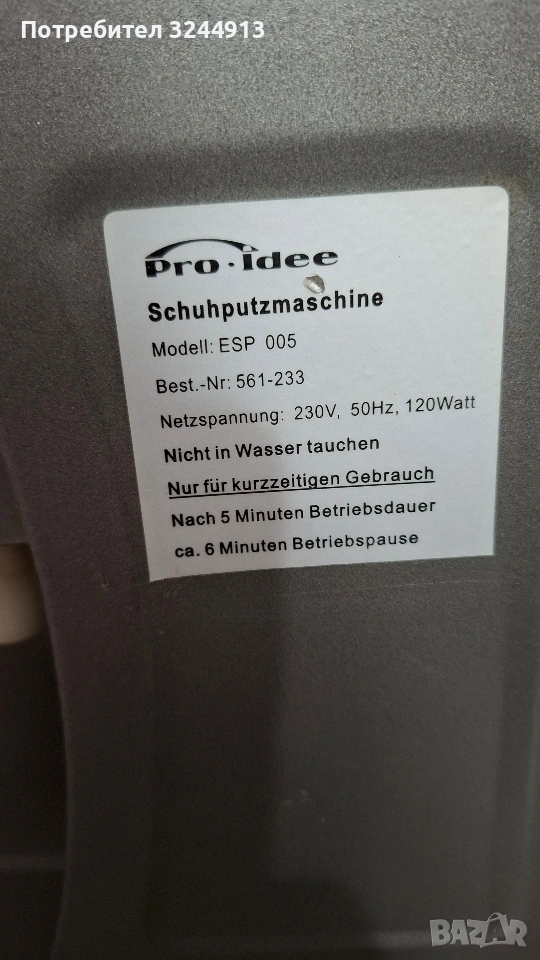 Потребител 3244913
Pro·idee
Schuhputzmaschine
Modell: ESP 005
Best.-Nr: 561-233
Netzspannung: 230V, 50Hz, 120Watt
Nicht in Wasser tauchen
Nur für kurzzeitigen Gebrauch
Nach 5 Minuten Betriebsdauer
ca. 6 Minuten Betriebspause
BAZAR